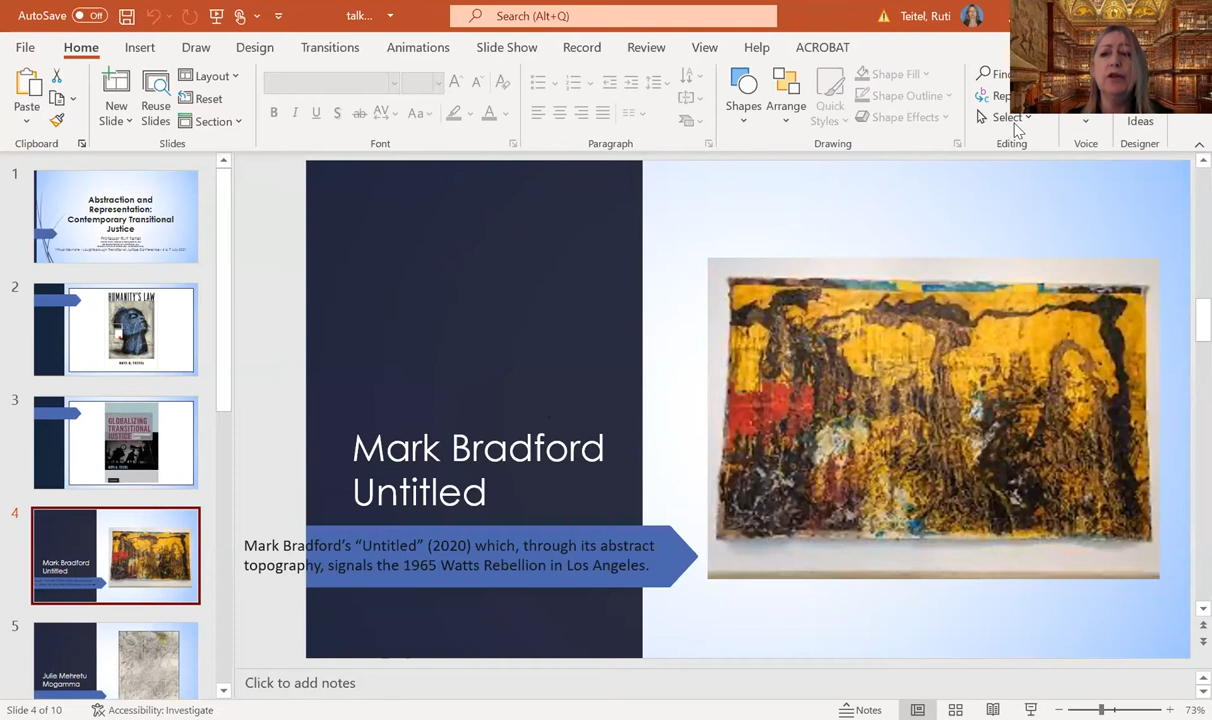 AutoSave Off
talk...
Search (Alt+Q)
Teitel, Ruti
File Home Insert Draw Design Transitions Animations Slide Show Record Review View Help ACROBAT
Paste
Clipboard
New
Slide
Reuse
Slides
Layout
Reset
Section
Slides
Font
Paragraph
Shapes
Arrange
Quick
Styles
Shape Fill
Shape Outline
Shape Effects
Drawing
Select
Editing
Voice
Ideas
Designer
1
Abstraction and
Representation:
Contemporary Transitional
Justice
2
HUMANITY'S LAW
3
GLOBALIZING
TRANSITIONAL
JUSTICE
4
Mark Bradford
Untitled
5
Julie Mehretu
Mogamma
Mark Bradford
Untitled
Mark Bradford's “Untitled” (2020) which, through its abstract
topography, signals the 1965 Watts Rebellion in Los Angeles.
Click to add notes
Slide 4 of 10
Accessibility: Investigate
Notes
73%